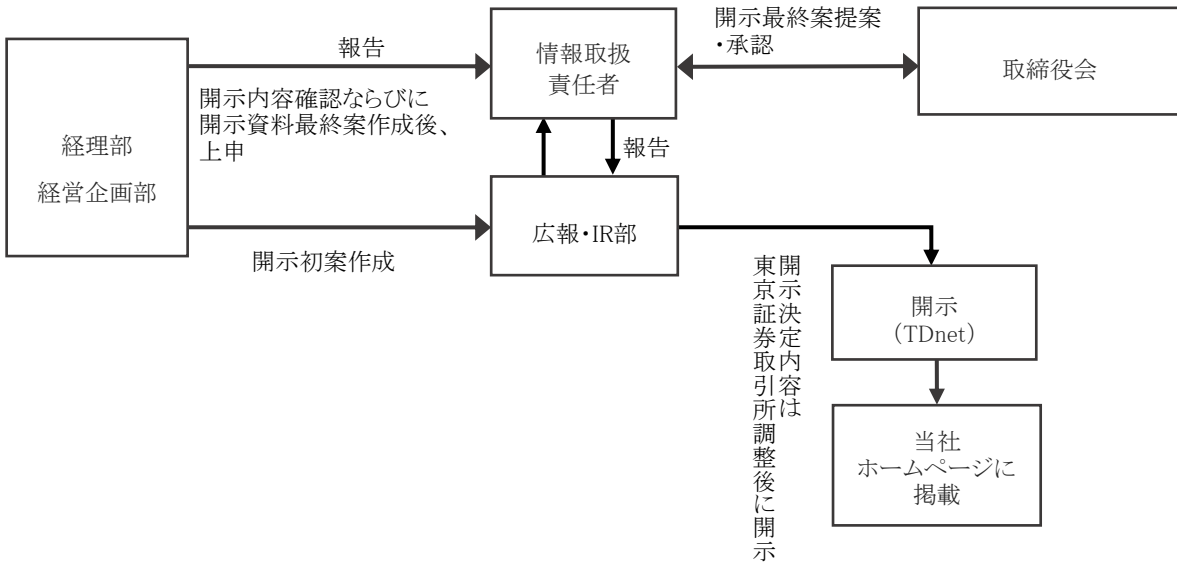 経理部
経営企画部
報告
開示内容確認ならびに
開示資料最終案作成後、
上申
開示初案作成
情報取扱
責任者
報告
広報・IR部
開示最終案提案
・承認
取締役会
開示決定内容は
東京証券取引所調整後に開示
開示
（TDnet）
当社
ホームページに
掲載